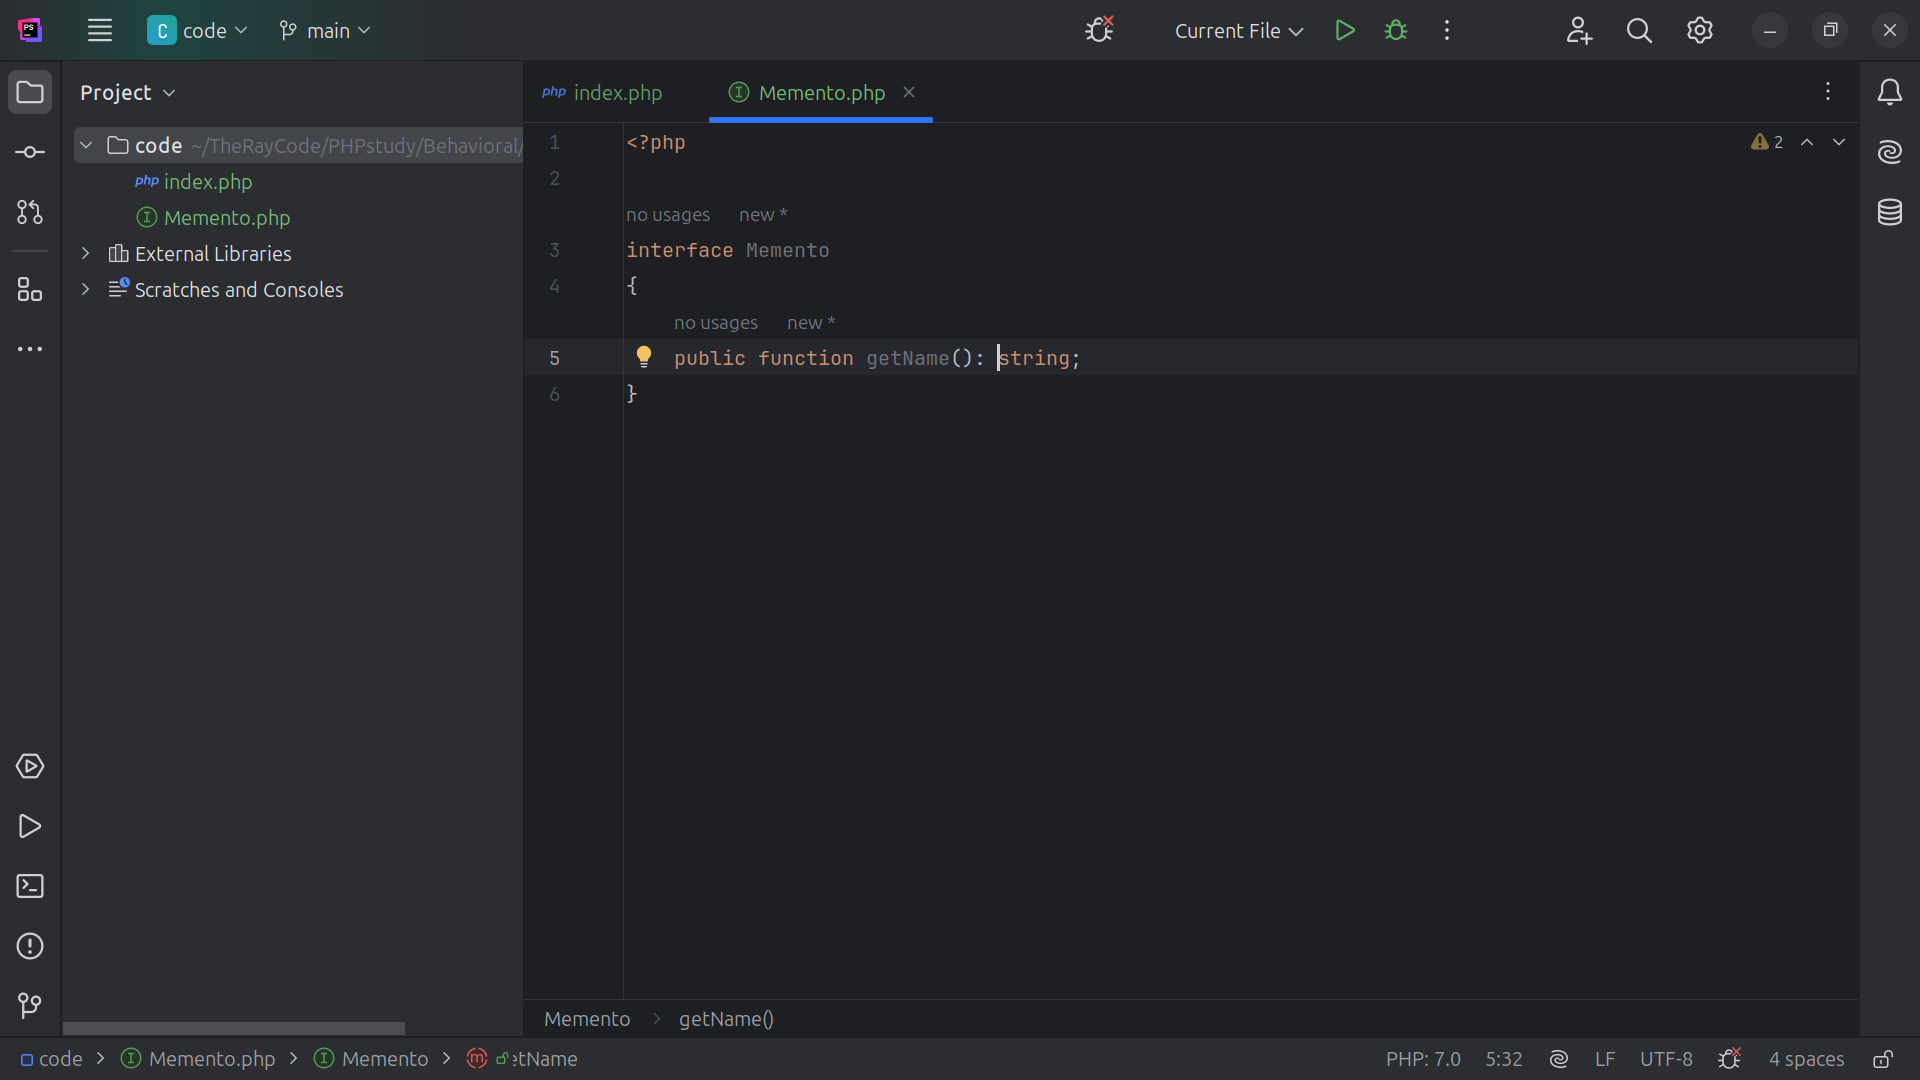 PS
C code main
Current File
Project
code ~/TheRayCode/PHPstudy/Behavioral/
php index.php
Memento.php
External Libraries
Scratches and Consoles
php index.php
Memento.php
1 <?php
2
2
no usages new *
3 interface Memento
4 {
no usages new *
5 public function getName(): string;
6 }
Memento > getName()
code > Memento.php > Memento > m etName
PHP: 7.0 5:32 LF UTF-8 4 spaces